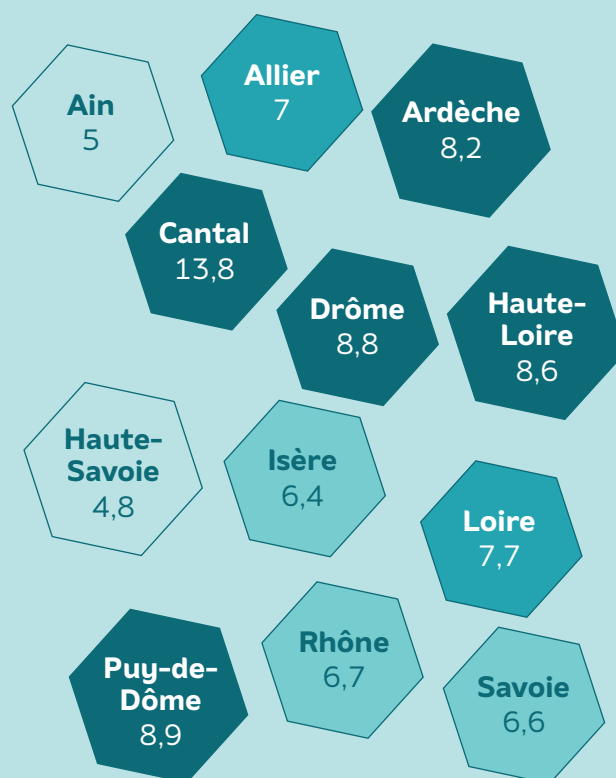 Ain
5
Allier
7
Ardèche
8,2
Cantal
13,8
Drôme
8,8
Haute-
Loire
8,6
Haute-
Savoie
4,8
Isère
6,4
Loire
7,7
Puy-de-
Dôme
8,9
Rhône
6,7
Savoie
6,6